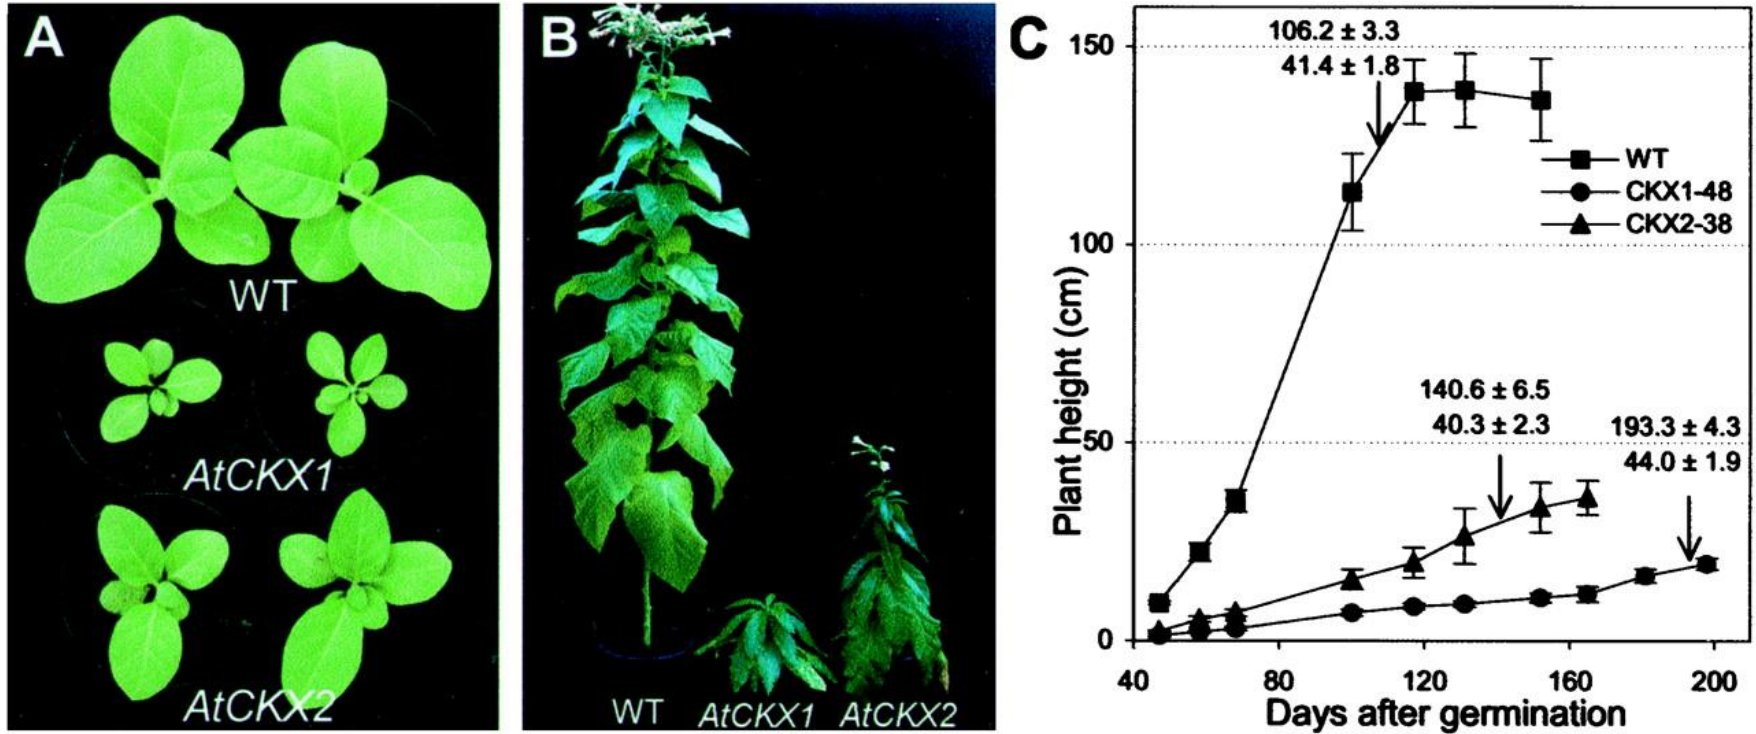 A
WT
AtCKX1
AtCKX2
B
WT
AtCKX1
AtCKX2
C
106.2 ± 3.3
41.4 ± 1.8
WT
CKX1-48
CKX2-38
140.6 ± 6.5
40.3 ± 2.3
193.3 ± 4.3
44.0 ± 1.9
Plant height (cm)
150
100
50
0
40
80
120
160
200
Days after germination